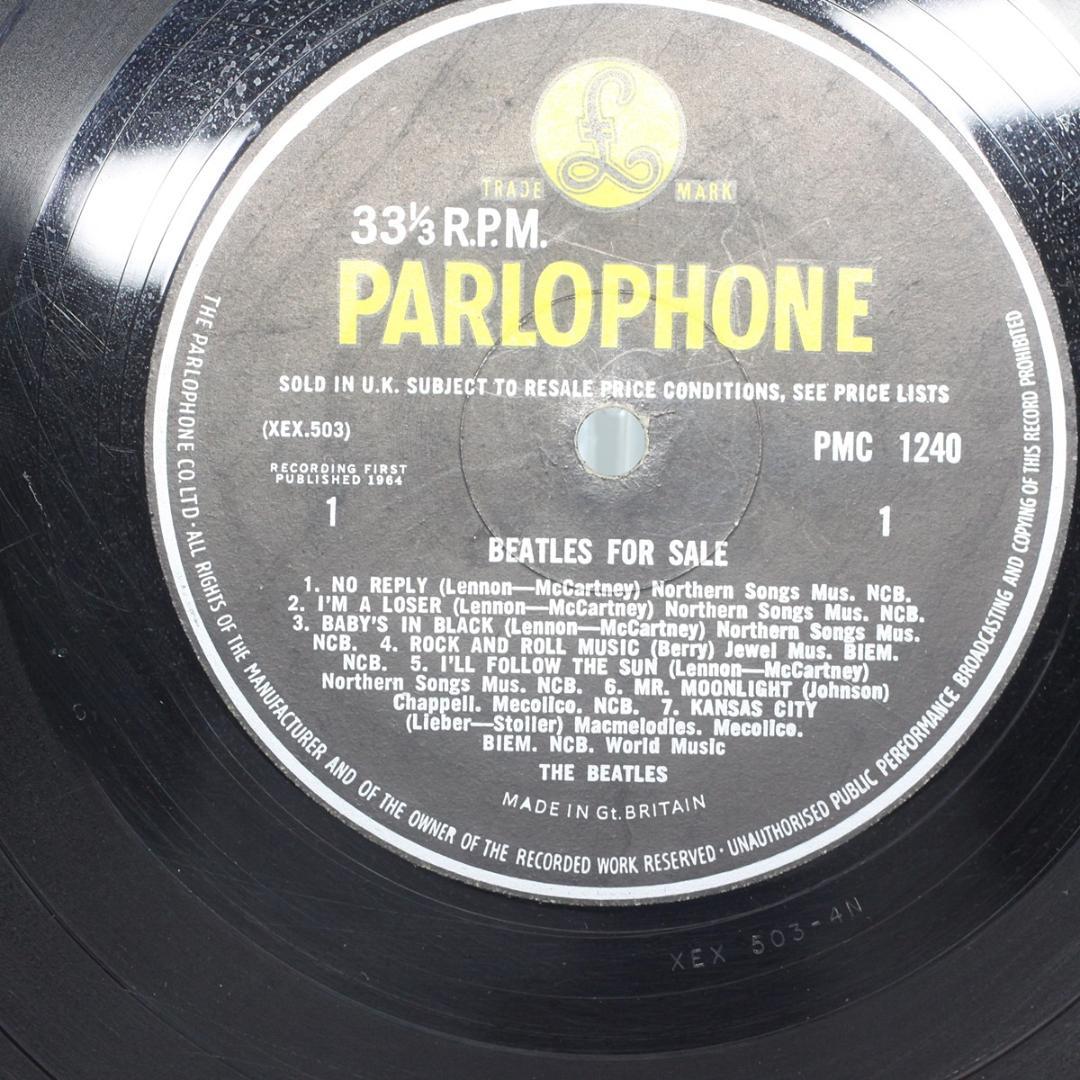 £
TRADE MARK
33⅓ R.P.M.
PARLOPHONE
SOLD IN U.K. SUBJECT TO RESALE PRICE CONDITIONS, SEE PRICE LISTS
(XEX.503)
PMC 1240
RECORDING FIRST
PUBLISHED 1964
1
1
BEATLES FOR SALE
1. NO REPLY (Lennon—McCartney) Northern Songs Mus. NCB.
2. I'M A LOSER (Lennon—McCartney) Northern Songs Mus. NCB.
3. BABY'S IN BLACK (Lennon—McCartney) Northern Songs Mus.
NCB. 4. ROCK AND ROLL MUSIC (Berry) Jewel Mus. BIEM.
NCB. 5. I'LL FOLLOW THE SUN (Lennon—McCartney)
Northern Songs Mus. NCB. 6. MR. MOONLIGHT (Johnson)
Chappell. Mecolico. NCB. 7. KANSAS CITY
(Lieber—Stoller) Macmelodies. Mecolico.
BIEM. NCB. World Music
THE BEATLES
MADE IN Gt. BRITAIN
THE PARLOPHONE CO. LTD · ALL RIGHTS OF THE MANUFACTURER AND OF THE OWNER OF THE RECORDED WORK RESERVED · UNAUTHORISED PUBLIC PERFORMANCE BROADCASTING AND COPYING OF THIS RECORD PROHIBITED
XEX 503-4N